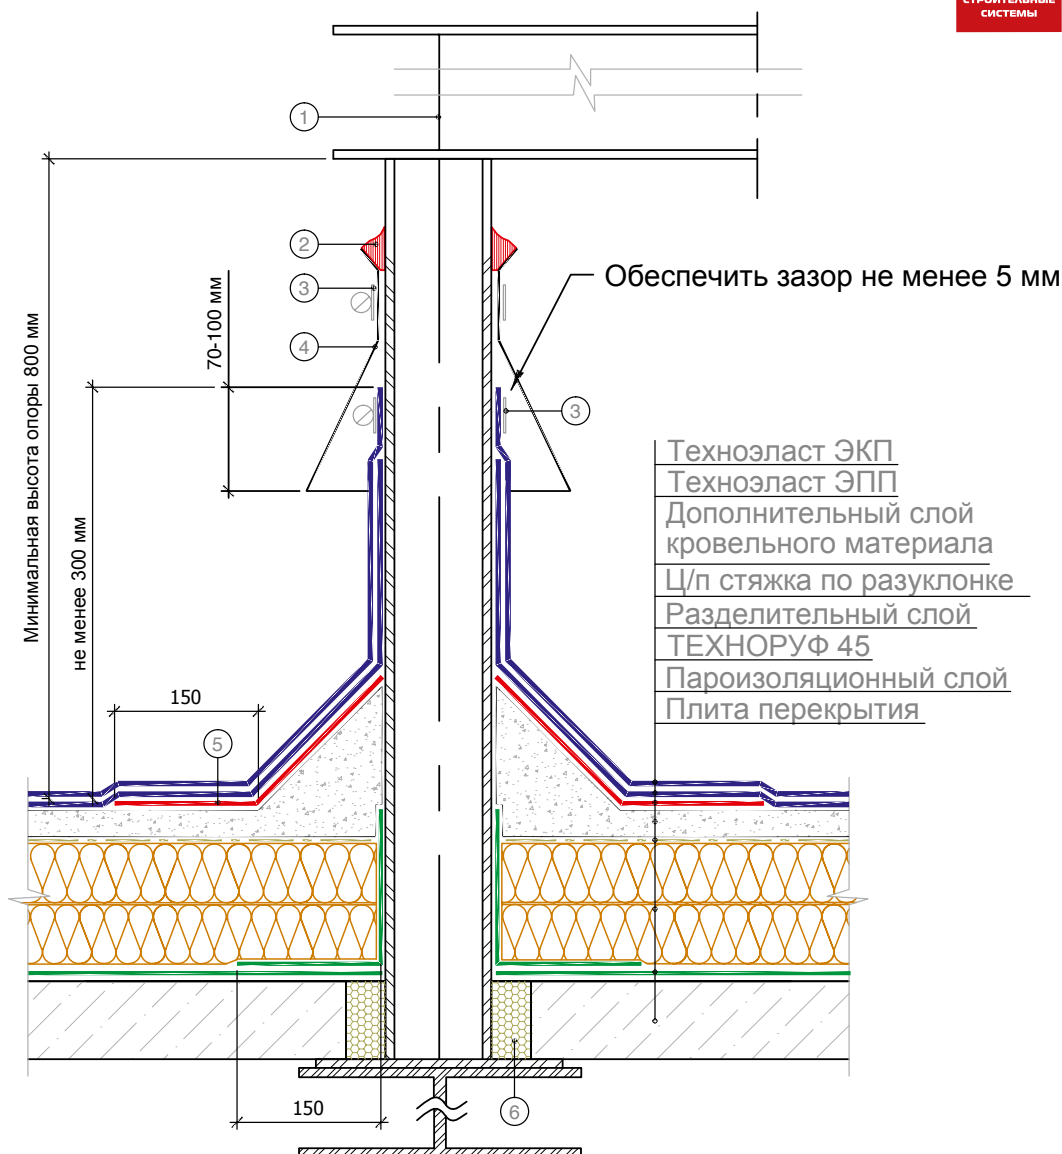 СТРОИТЕЛЬНЫЕ
СИСТЕМЫ
1
2
3
4
Обеспечить зазор не менее 5 мм
3
Минимальная высота опоры 800 мм
не менее 300 мм
70-100 мм
Техноэласт ЭКП
Техноэласт ЭПП
Дополнительный слой
кровельного материала
Ц/п стяжка по разуклонке
Разделительный слой
ТЕХНОРУФ 45
Пароизоляционный слой
Плита перекрытия
150
5
150
6